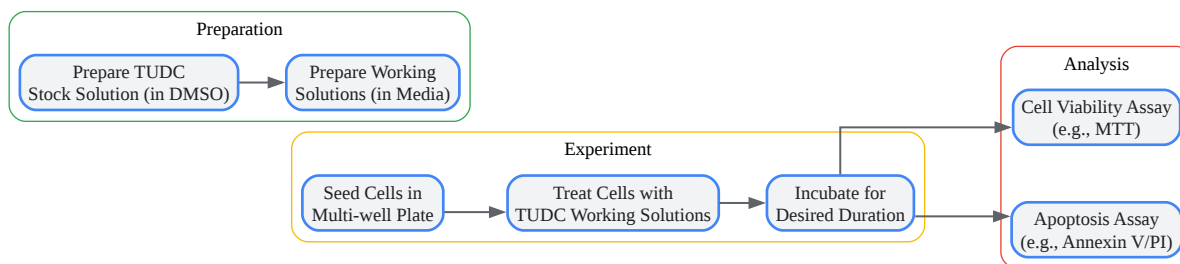 Preparation
Prepare TUDC
Stock Solution (in DMSO)
Prepare Working
Solutions (in Media)
Experiment
Seed Cells in
Multi-well Plate
Treat Cells with
TUDC Working Solutions
Incubate for
Desired Duration
Analysis
Cell Viability Assay
(e.g., MTT)
Apoptosis Assay
(e.g., Annexin V/PI)